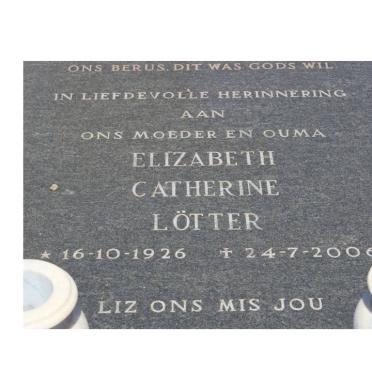 ONS BERUS. DIT WAS GODS WIL
IN LIEFDEVOLLE HERINNERING
AAN
ONS MOEDER EN OUMA
ELIZABETH
CATHERINE
LÖTTER
★ 16-10-1926 ✝ 24-7-2006
LIZ ONS MIS JOU